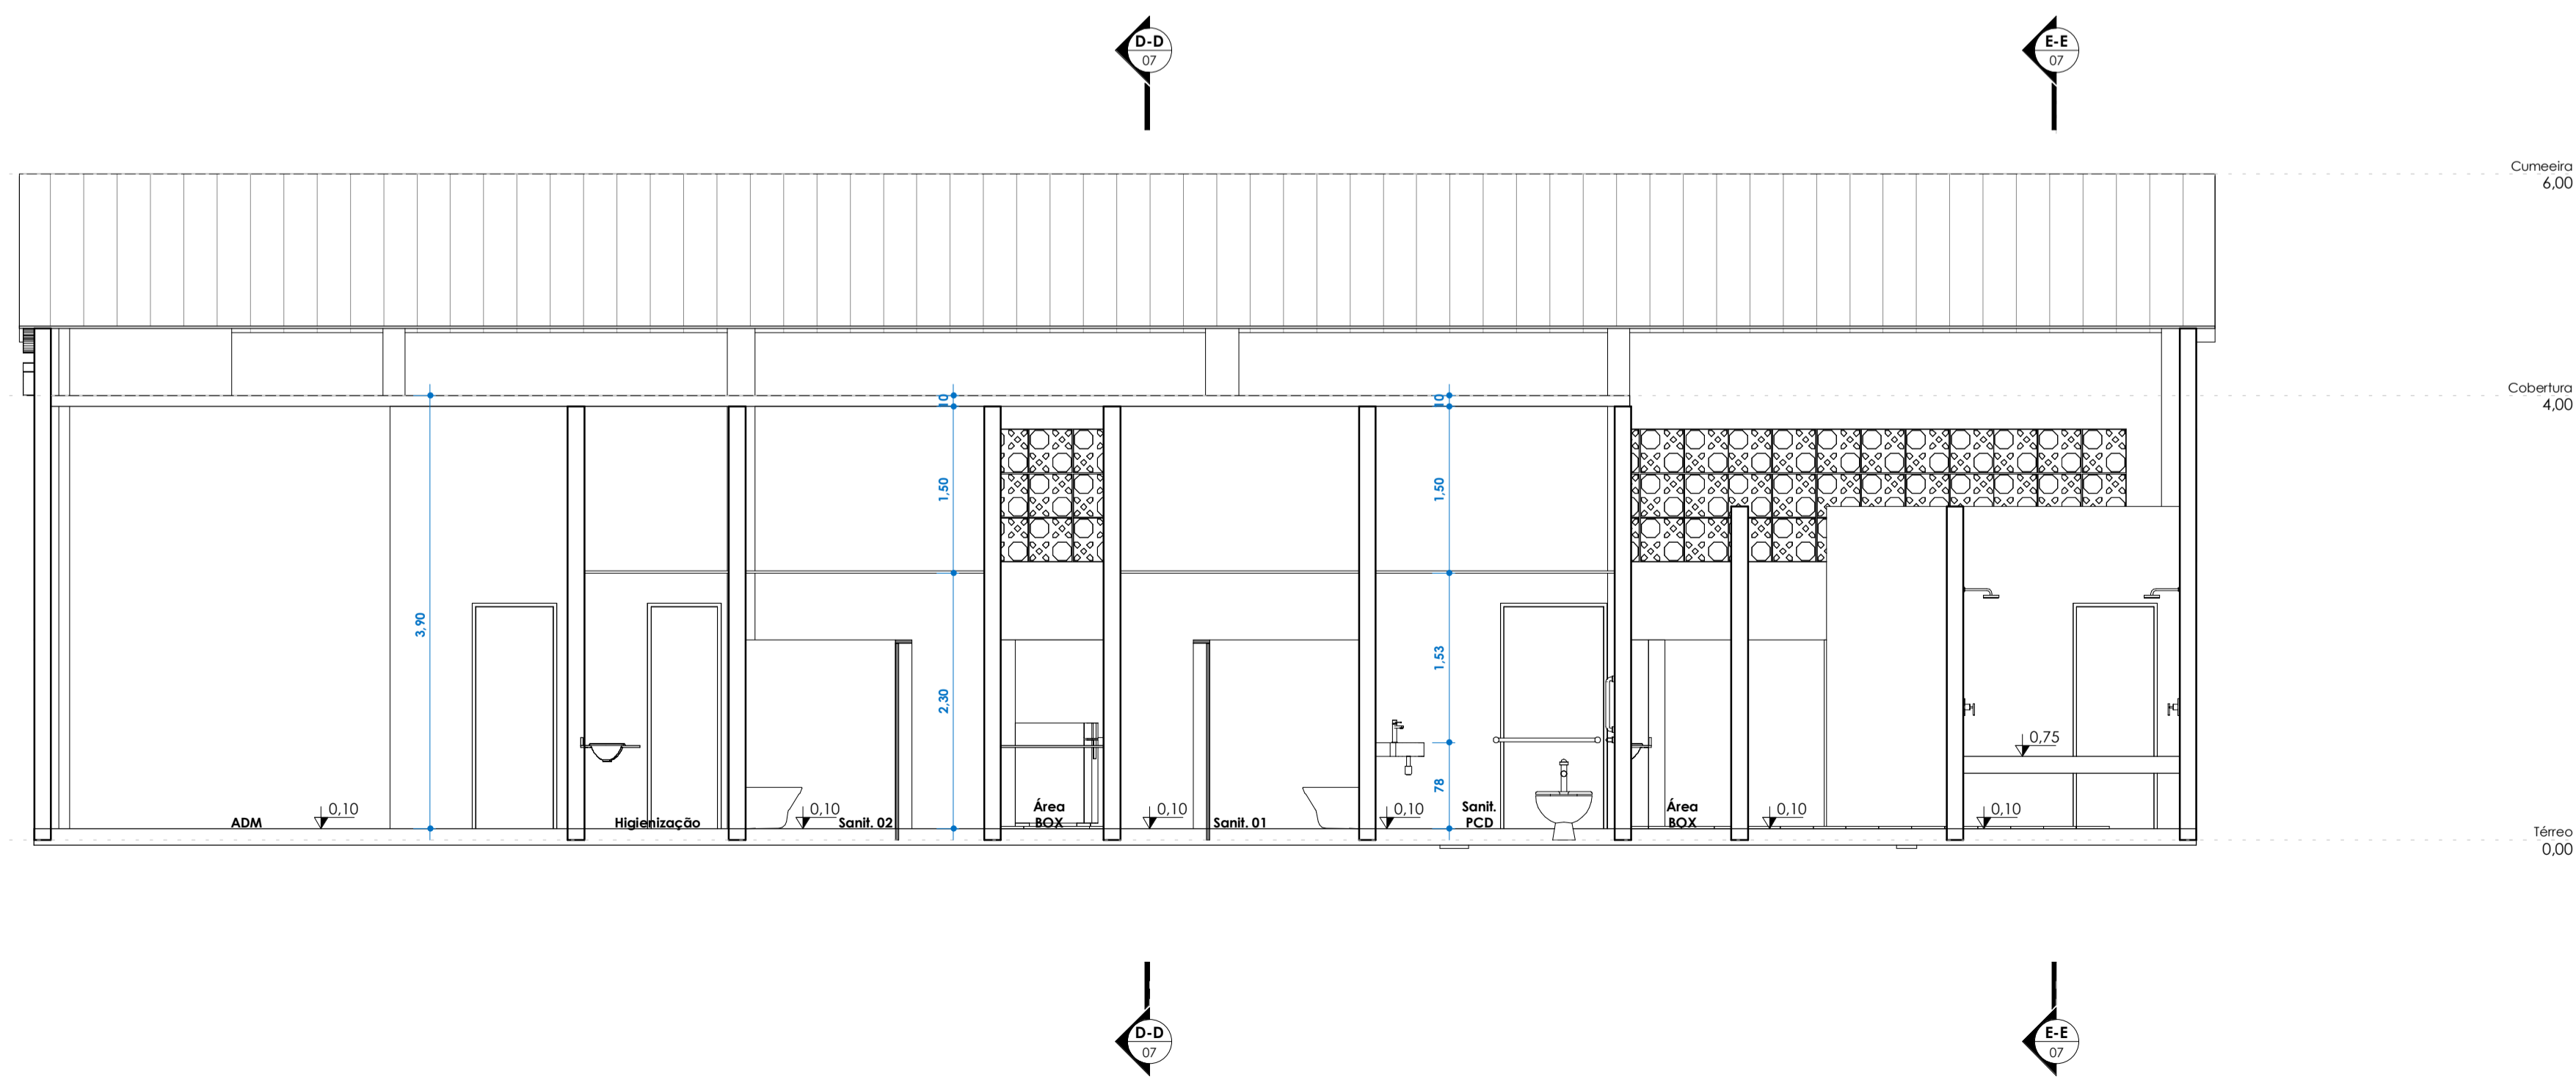 D-D
07
E-E
07
Cumeeira
6,00
Cobertura
4,00
10
10
1,50
1,50
3,90
1,53
2,30
0,75
78
0,10
0,10
0,10
0,10
0,10
0,10
ADM
Higienização
Sanit. 02
Área
BOX
Sanit. 01
Sanit.
PCD
Área
BOX
Térreo
0,00
D-D
07
E-E
07